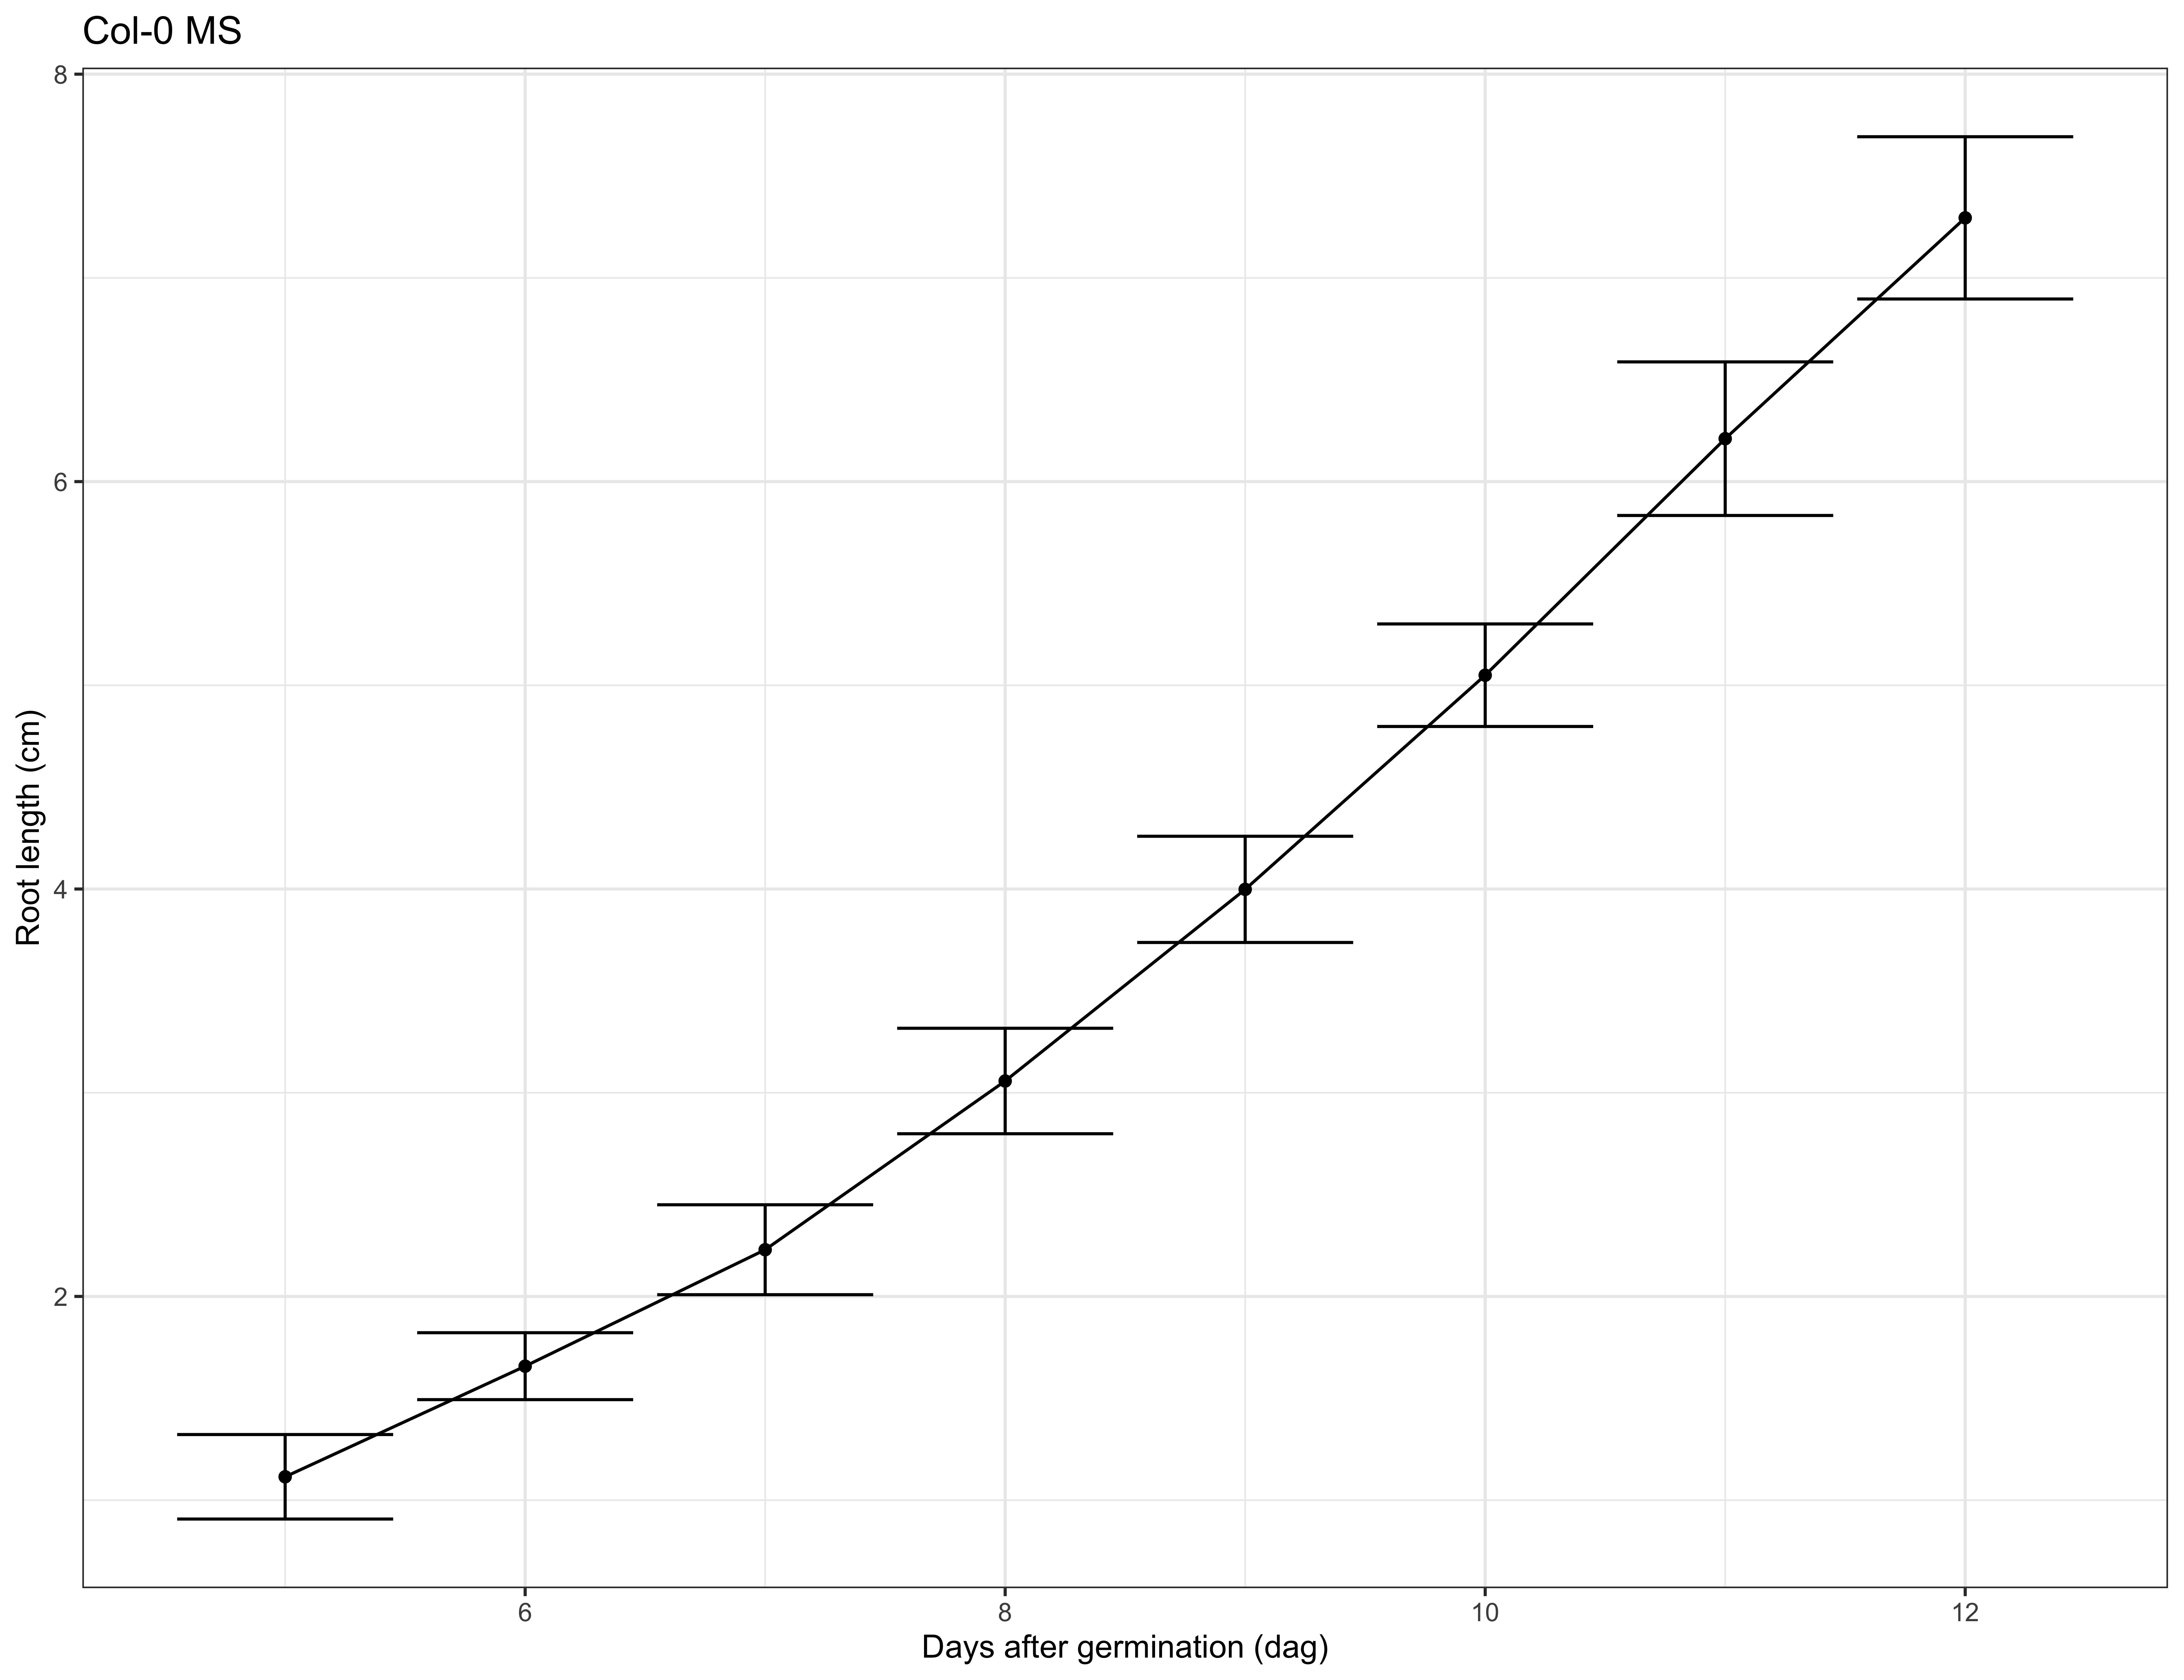 Col-0 MS
8
6
4
2
Root length (cm)
6 8 10 12
Days after germination (dag)